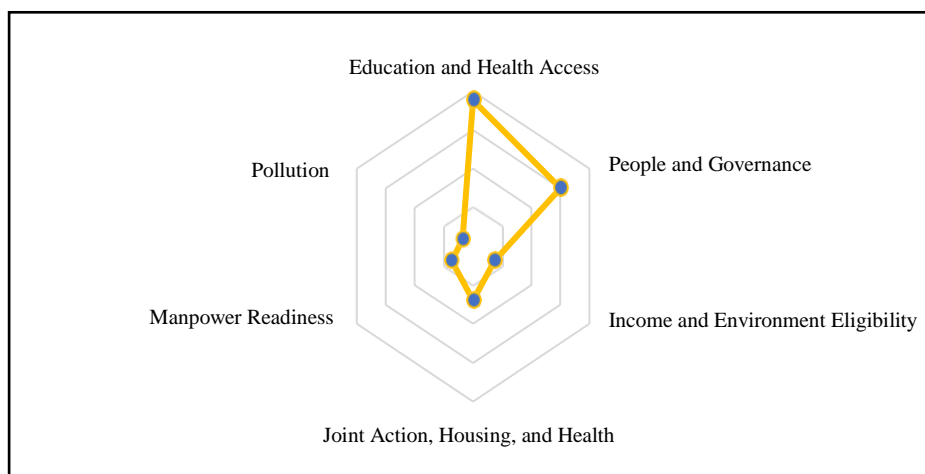 Education and Health Access
People and Governance
Pollution
Manpower Readiness
Income and Environment Eligibility
Joint Action, Housing, and Health